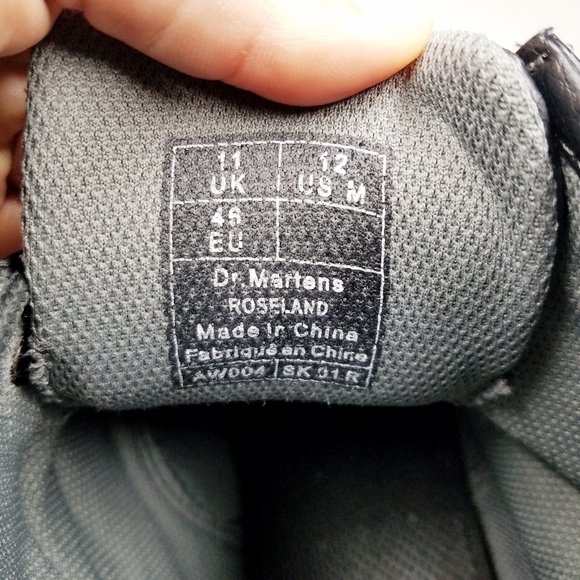 11 12
UK US M
46
EU
Dr. Martens
ROSELAND
Made in China
Fabriqué en Chine
AW004 SK 01 R